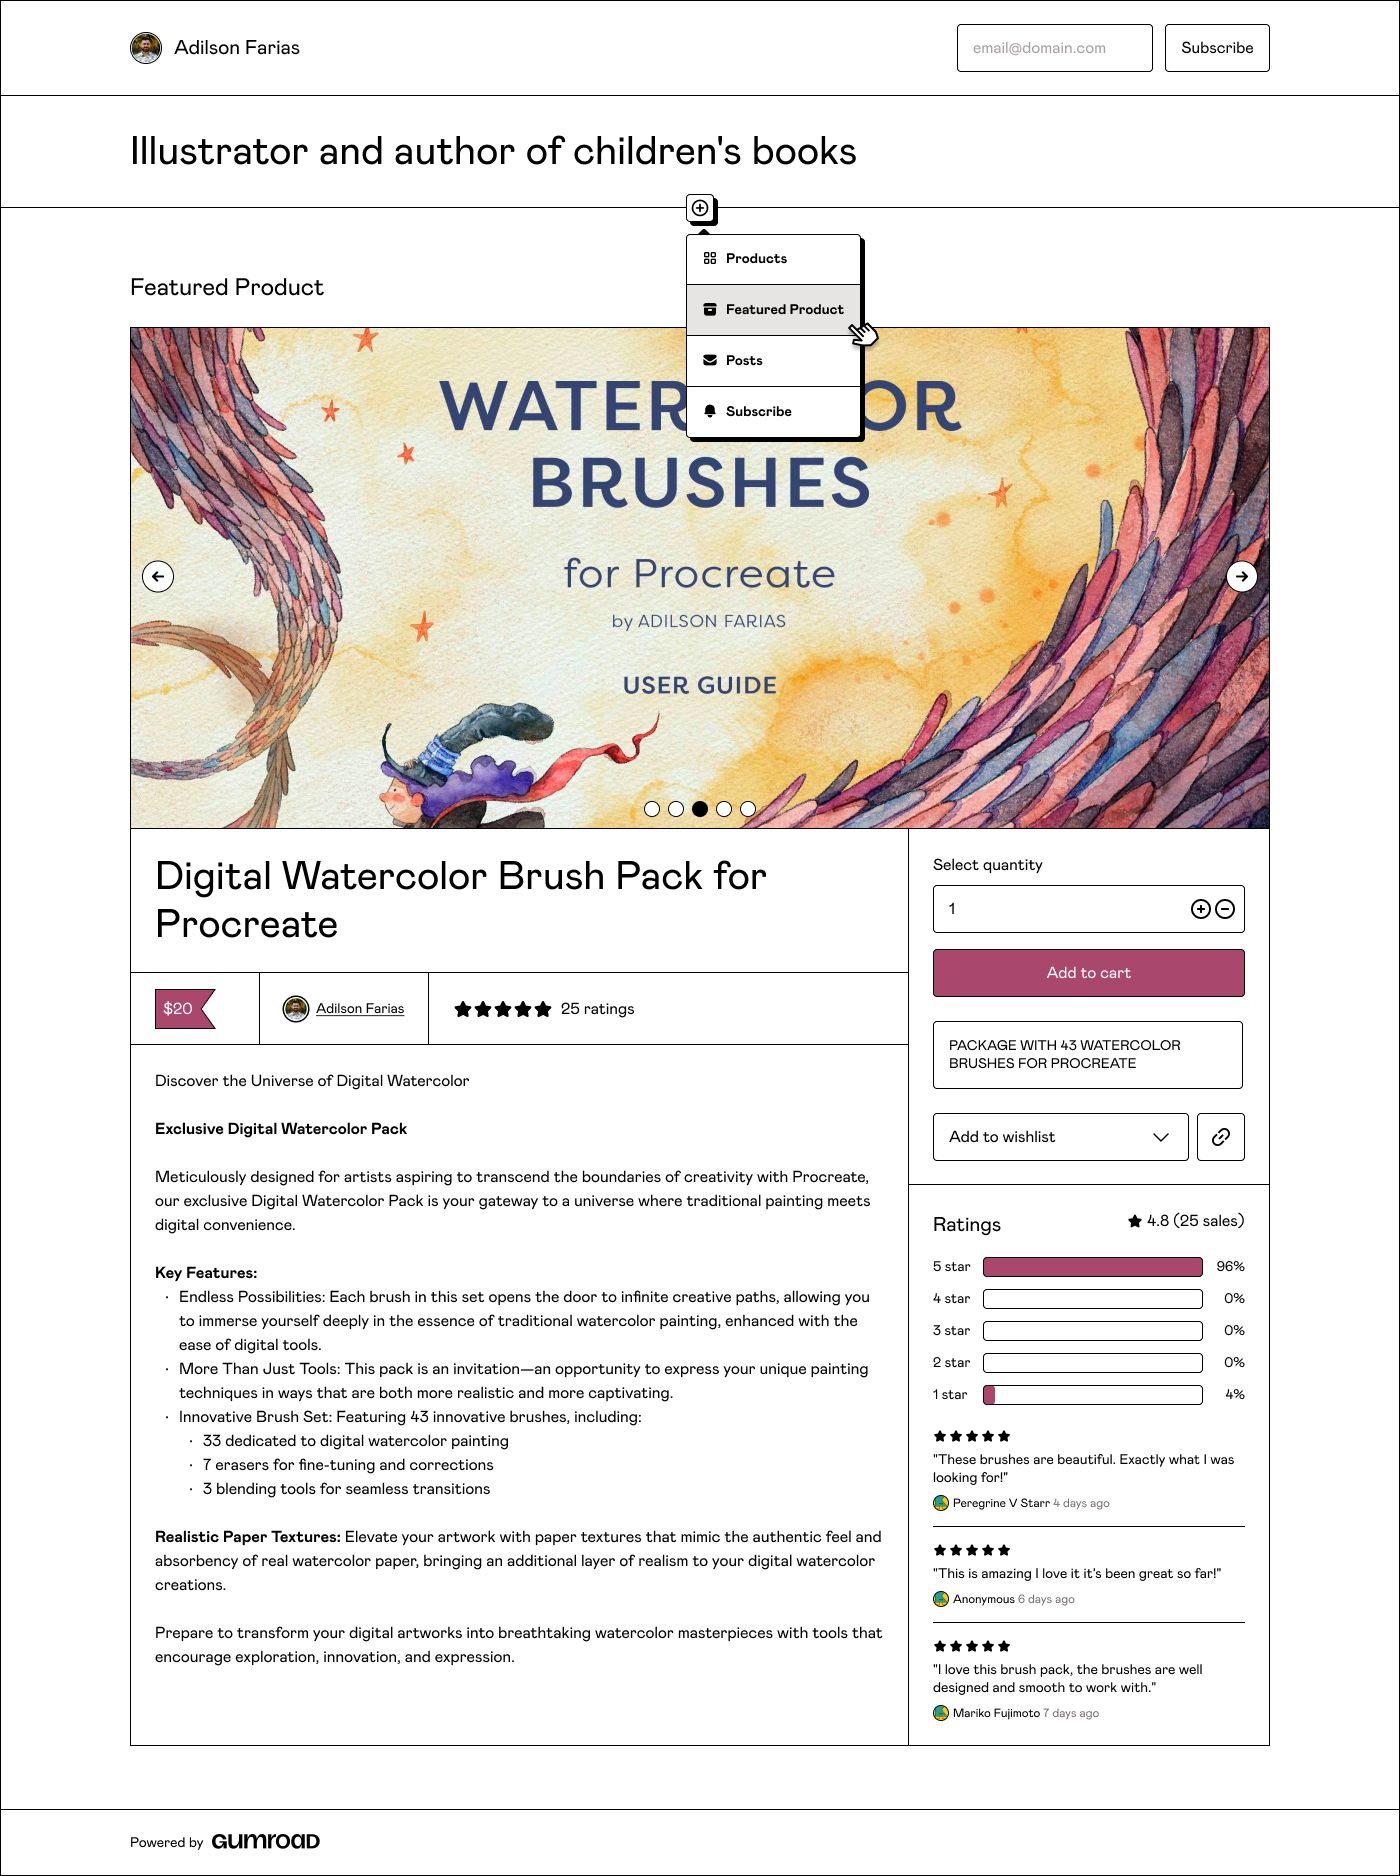 Adilson Farias
email@domain.com
Subscribe
Illustrator and author of children's books
Products
Featured Product
Posts
Subscribe
Featured Product
BRUSHES
for Procreate
by ADILSON FARIAS
USER GUIDE
Digital Watercolor Brush Pack for
Procreate
$20
Adilson Farias
25 ratings
Discover the Universe of Digital Watercolor
Exclusive Digital Watercolor Pack
Meticulously designed for artists aspiring to transcend the boundaries of creativity with Procreate,
our exclusive Digital Watercolor Pack is your gateway to a universe where traditional painting meets
digital convenience.
Key Features:
· Endless Possibilities: Each brush in this set opens the door to infinite creative paths, allowing you
to immerse yourself deeply in the essence of traditional watercolor painting, enhanced with the
ease of digital tools.
· More Than Just Tools: This pack is an invitation—an opportunity to express your unique painting
techniques in ways that are both more realistic and more captivating.
· Innovative Brush Set: Featuring 43 innovative brushes, including:
· 33 dedicated to digital watercolor painting
· 7 erasers for fine-tuning and corrections
· 3 blending tools for seamless transitions
Realistic Paper Textures: Elevate your artwork with paper textures that mimic the authentic feel and
absorbency of real watercolor paper, bringing an additional layer of realism to your digital watercolor
creations.
Prepare to transform your digital artworks into breathtaking watercolor masterpieces with tools that
encourage exploration, innovation, and expression.
Select quantity
1
Add to cart
PACKAGE WITH 43 WATERCOLOR
BRUSHES FOR PROCREATE
Add to wishlist
Ratings
4.8 (25 sales)
5 star 96%
4 star 0%
3 star 0%
2 star 0%
1 star 4%
"These brushes are beautiful. Exactly what I was
looking for!"
Peregrine V Starr 4 days ago
"This is amazing I love it it's been great so far!"
Anonymous 6 days ago
"I love this brush pack, the brushes are well
designed and smooth to work with."
Mariko Fujimoto 7 days ago
Powered by GUMROAD